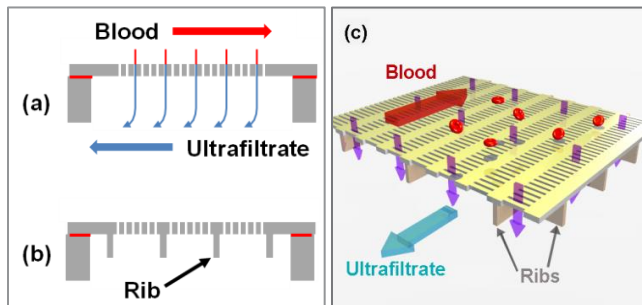 Blood
(a)
Ultrafiltrate
(b)
Rib
(c)
Blood
Ultrafiltrate
Ribs